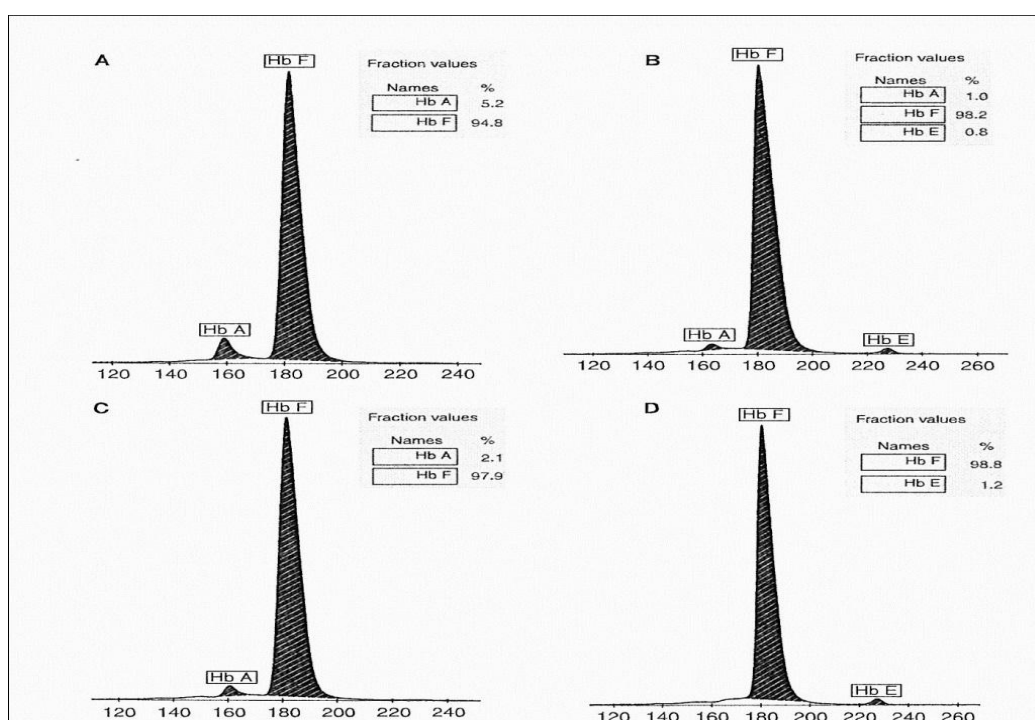 A
Hb F
Fraction values
Names %
Hb A 5.2
Hb F 94.8
Hb A
120 140 160 180 200 220 240
B
Hb F
Fraction values
Names %
Hb A 1.0
Hb F 98.2
Hb E 0.8
Hb A
Hb E
120 140 160 180 200 220 240 260
C
Hb F
Fraction values
Names %
Hb A 2.1
Hb F 97.9
Hb A
120 140 160 180 200 220 240
D
Hb F
Fraction values
Names %
Hb F 98.8
Hb E 1.2
Hb E
120 140 160 180 200 220 240 260